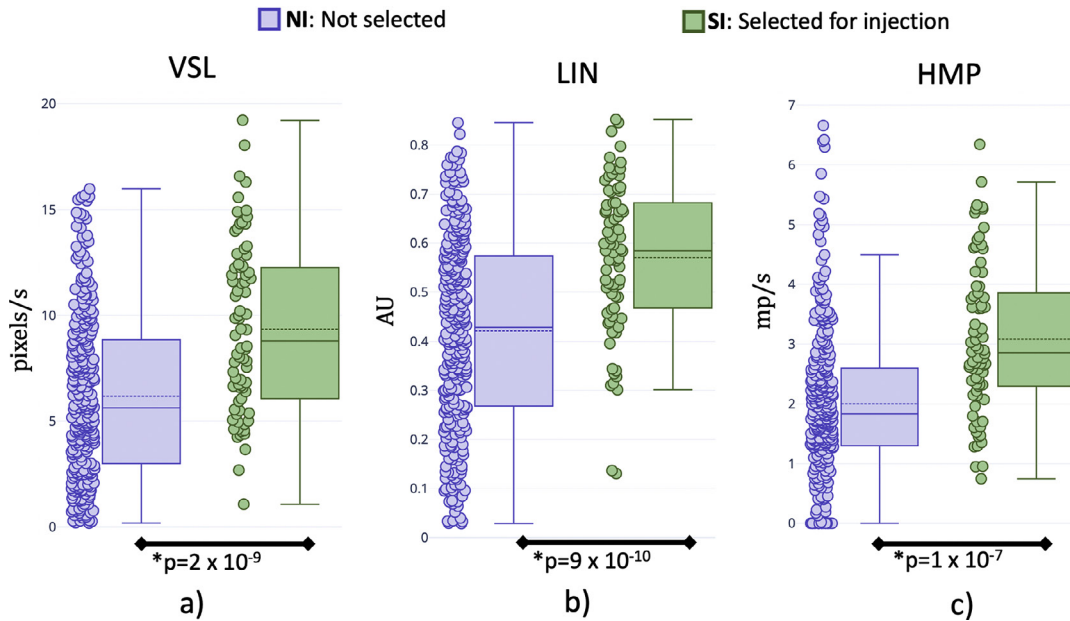 NI: Not selected
SI: Selected for injection
VSL
LIN
HMP
pixels/s
20
15
10
5
0
AU
0.8
0.7
0.6
0.5
0.4
0.3
0.2
0.1
0
mp/s
7
6
5
4
3
2
1
0
*p=2 x 10⁻⁹
*p=9 x 10⁻¹⁰
*p=1 x 10⁻⁷
a)
b)
c)